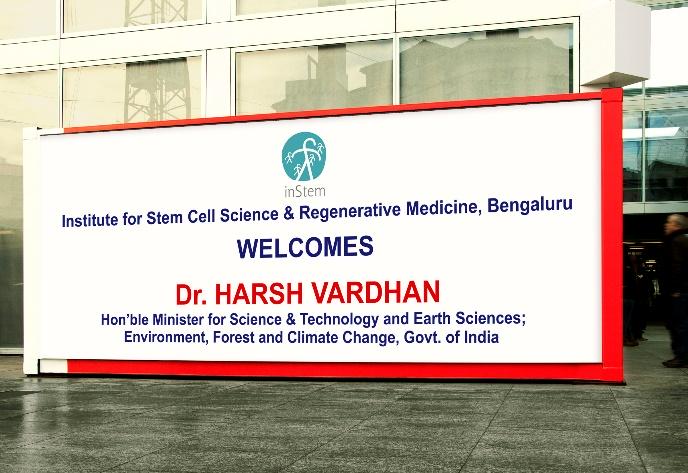 inStem
Institute for Stem Cell Science & Regenerative Medicine, Bengaluru
WELCOMES
Dr. HARSH VARDHAN
Hon'ble Minister for Science & Technology and Earth Sciences;
Environment, Forest and Climate Change, Govt. of India